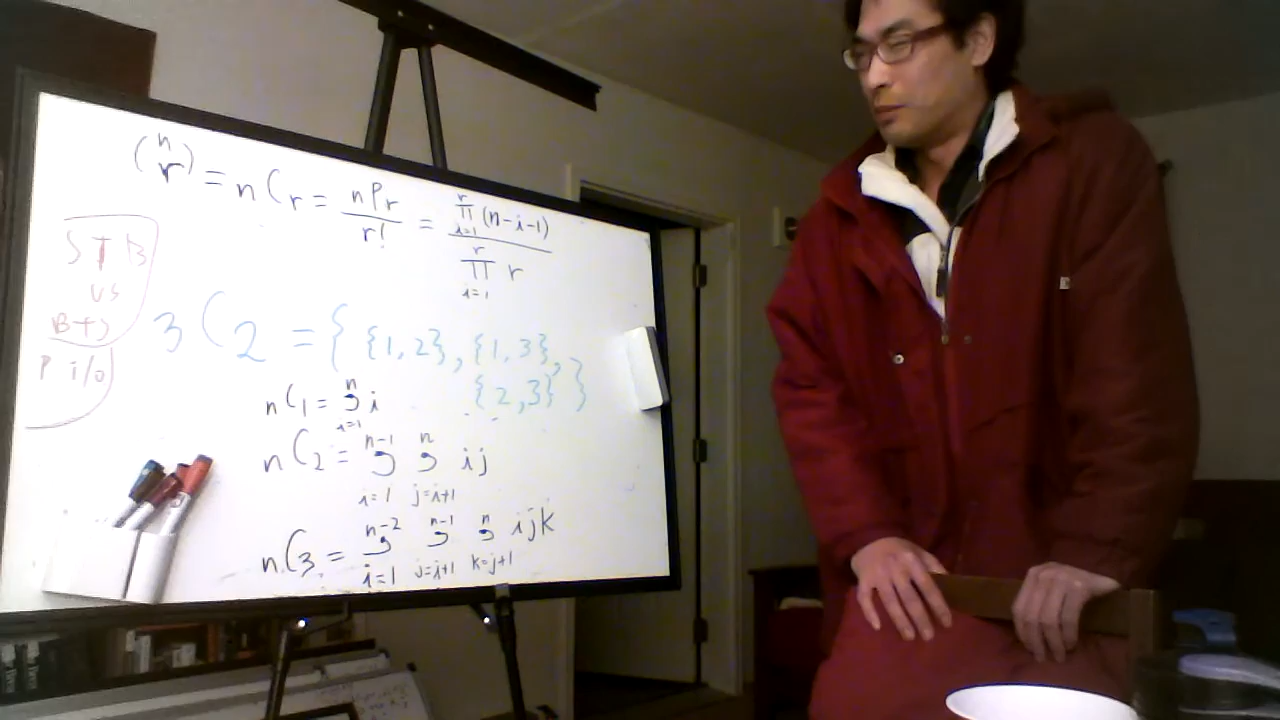 (n r) = nCr = nPr / r! = r π i=1 (n-i-1) / r π i=1 r
STB
vs
B+J
P i/o
3C2 = { {1,2}, {1,3},
{2,3} }
nC1 = n ɔ i=1 i
nC2 = n-1 ɔ i=1 n ɔ j=i+1 ij
nC3 = n-2 ɔ i=1 n-1 ɔ j=i+1 n ɔ k=j+1 ijk